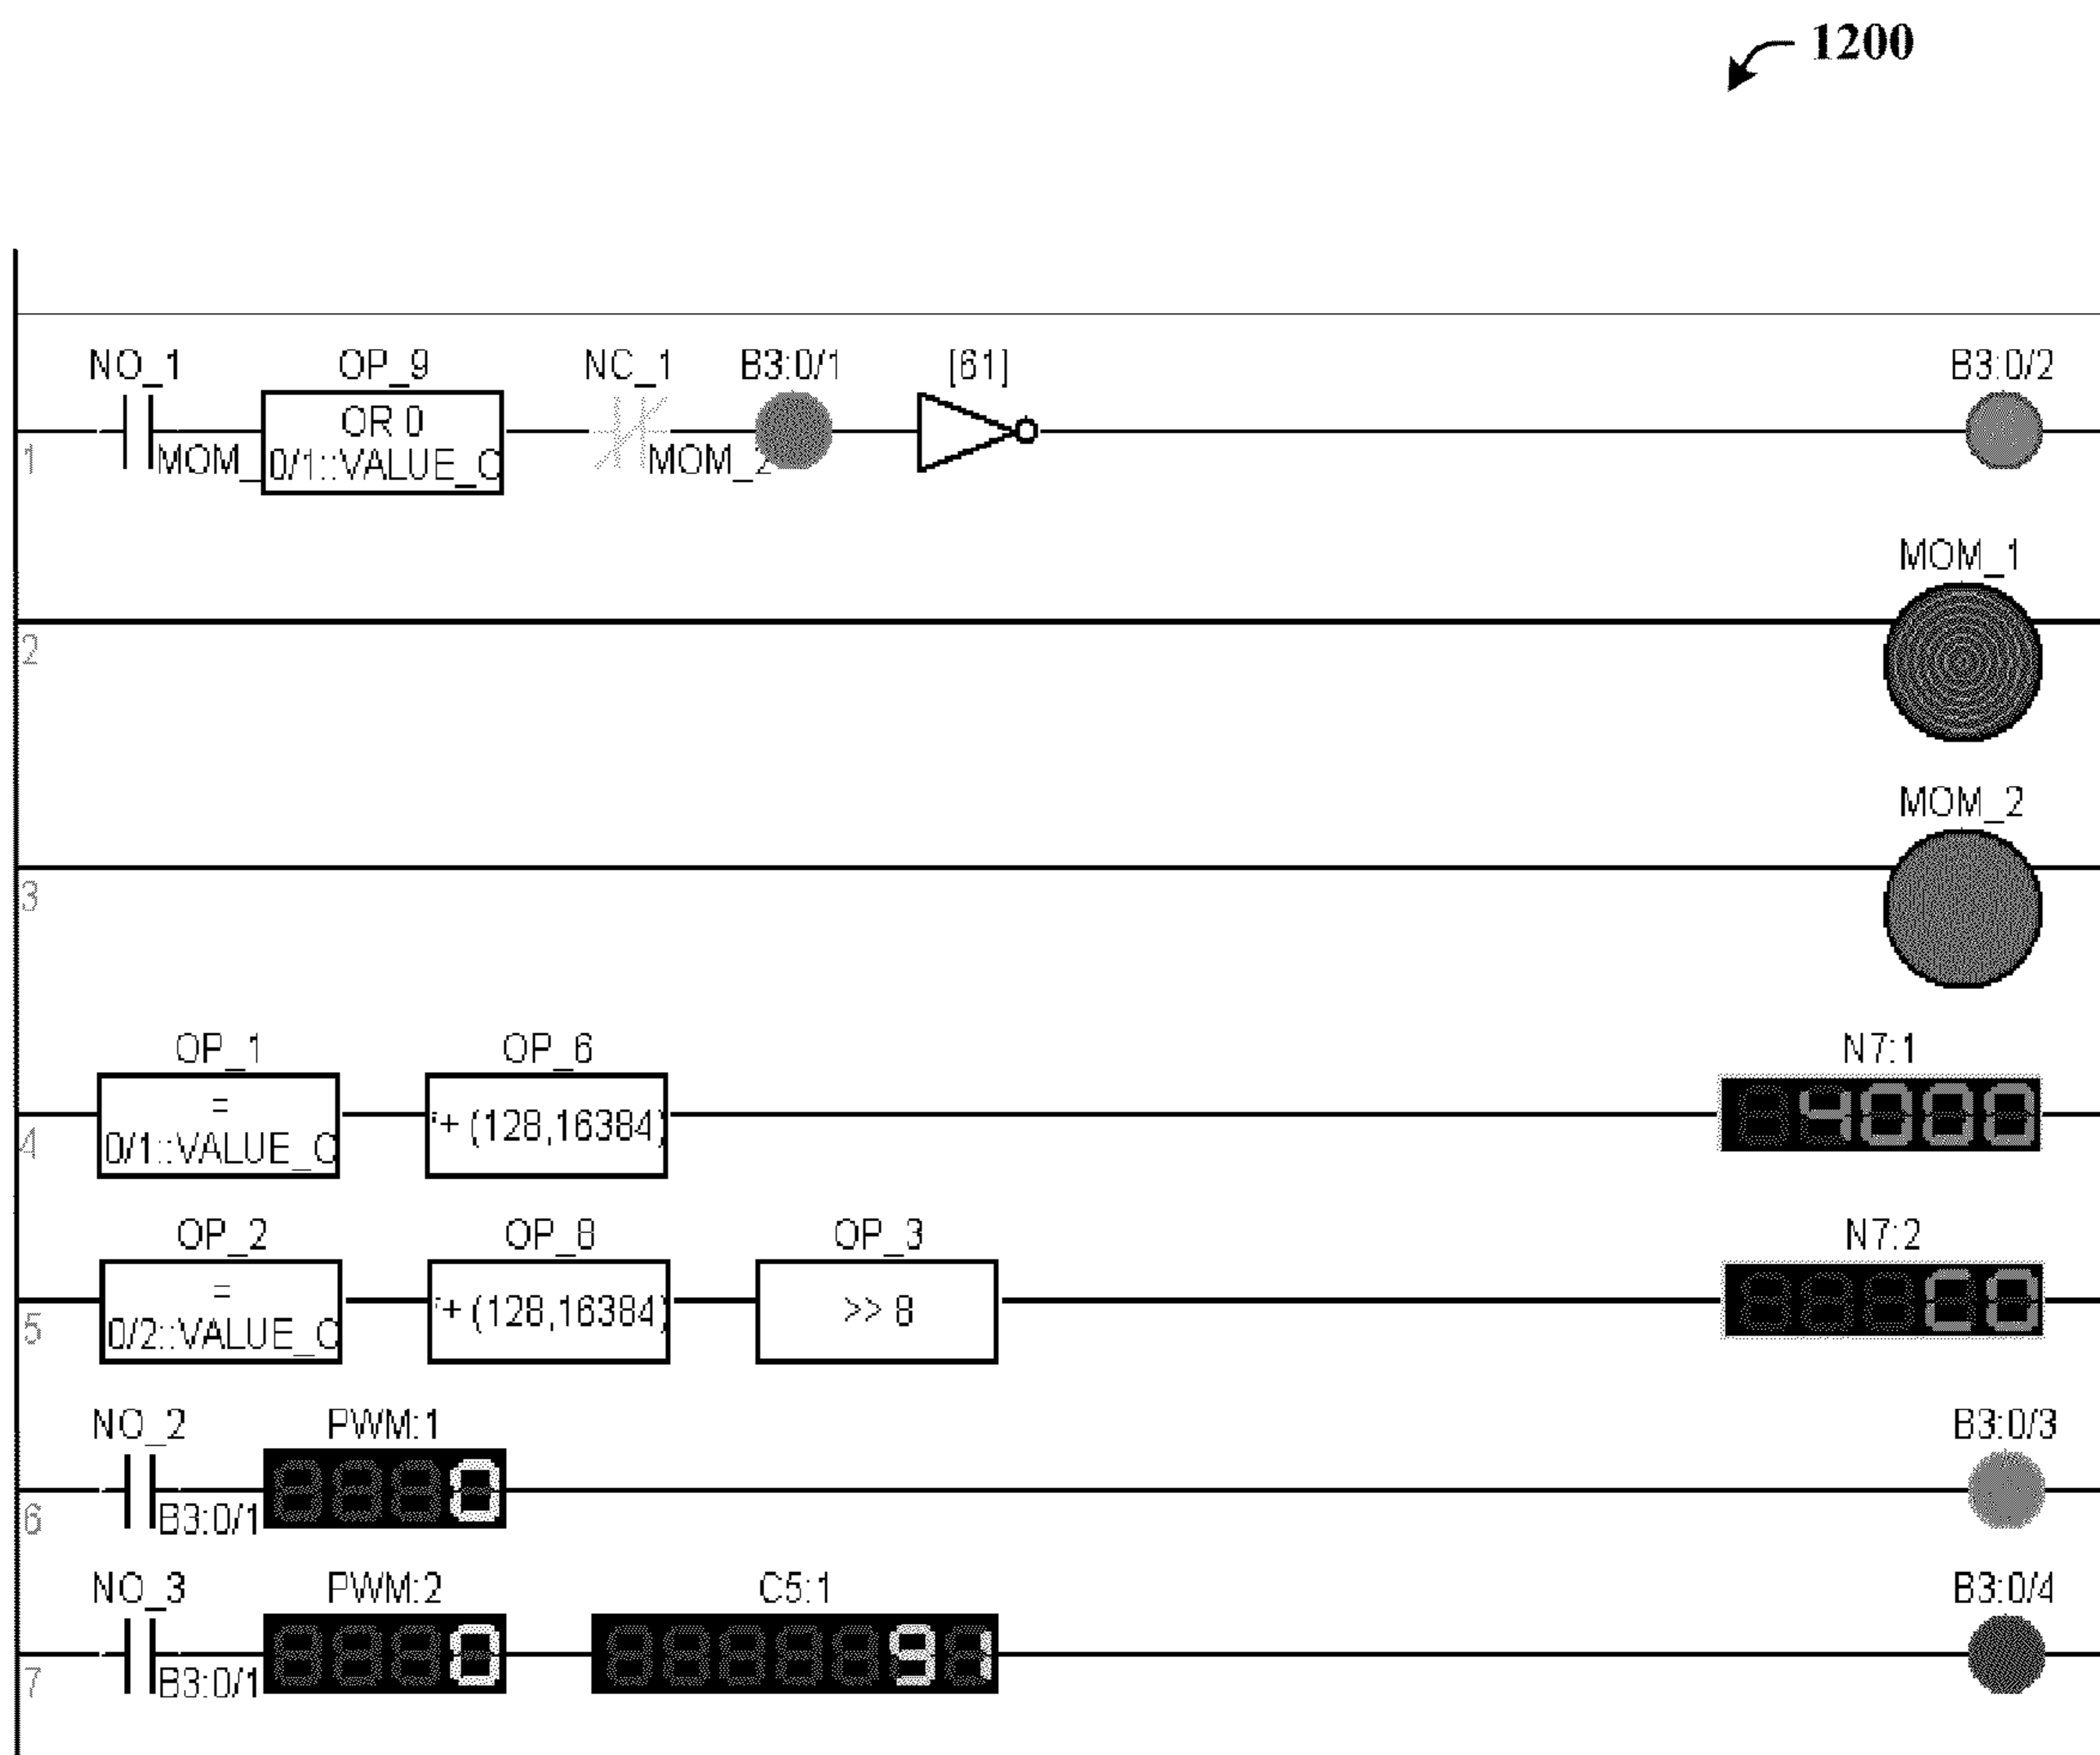 1200
NO_1 OP_9 NC_1 B3:0/1 [61] B3:0/2
OR 0
1 MOM_ 0/1::VALUE_C MOM_2
MOM_1
2
MOM_2
3
OP_1 OP_6 N7:1
= '+ (128,16384) 4000
4 0/1::VALUE_C
OP_2 OP_8 OP_3 N7:2
= '+ (128,16384) >> 8 C0
5 0/2::VALUE_C
NO_2 PWM:1 B3:0/3
0
6 B3:0/1
NO_3 PWM:2 C5:1 B3:0/4
0 91
7 B3:0/1